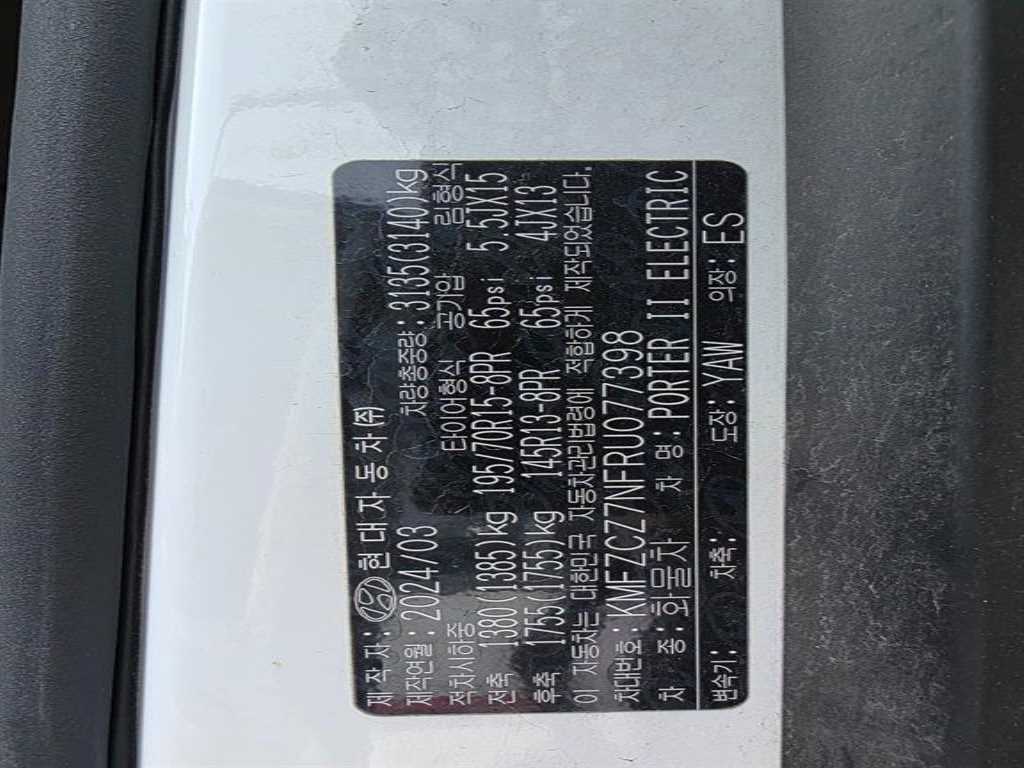 제 작 자: 현대자동차(주)
제작연월: 2024/03 차량총중량: 3135(3140)kg
적차시하중 타이어형식 공기압 림형식
전축 1380(1385)kg 195/70R15-8PR 65psi 5.5JX15
후축 1755(1755)kg 145R13-8PR 65psi 4JX13
이 자동차는 대한민국 자동차관리법령에 적합하게 제작되었습니다.
차대번호: KMFZCZ7NFRU077398
차 종: 화물차 차 명: PORTER II ELECTRIC
변속기: 차축: 도장: YAW 의장: ES